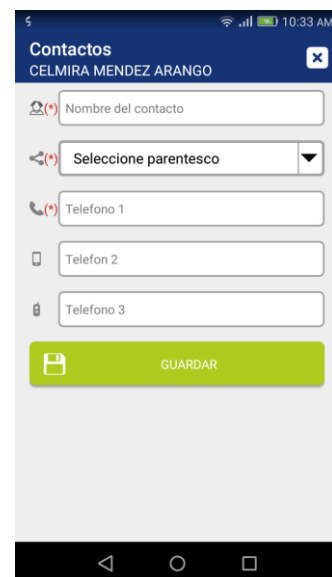 10:33 AM
Contactos
CELMIRA MENDEZ ARANGO
(*) Nombre del contacto
(*) Seleccione parentesco
(*) Telefono 1
Telefon 2
Telefono 3
GUARDAR